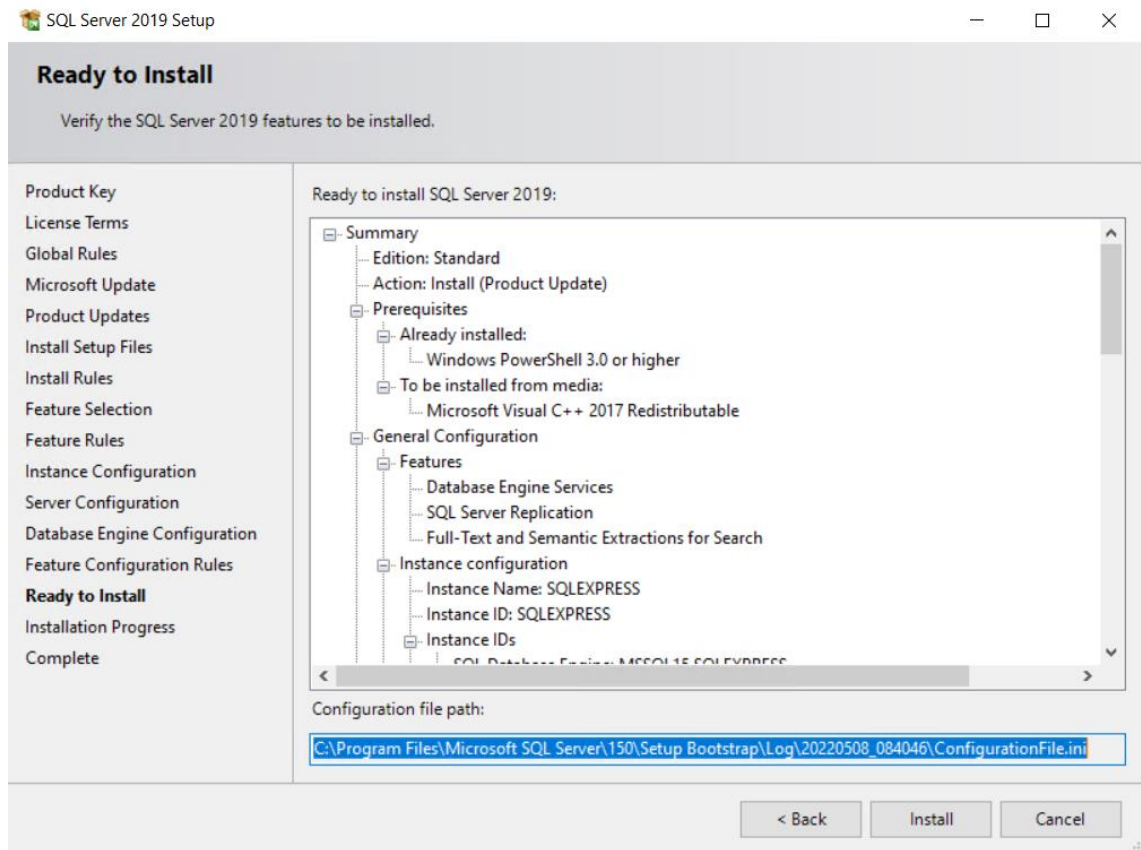 SQL Server 2019 Setup
Ready to Install
Verify the SQL Server 2019 features to be installed.
Product Key
License Terms
Global Rules
Microsoft Update
Product Updates
Install Setup Files
Install Rules
Feature Selection
Feature Rules
Instance Configuration
Server Configuration
Database Engine Configuration
Feature Configuration Rules
Ready to Install
Installation Progress
Complete
Ready to install SQL Server 2019:
Summary
Edition: Standard
Action: Install (Product Update)
Prerequisites
Already installed:
Windows PowerShell 3.0 or higher
To be installed from media:
Microsoft Visual C++ 2017 Redistributable
General Configuration
Features
Database Engine Services
SQL Server Replication
Full-Text and Semantic Extractions for Search
Instance configuration
Instance Name: SQLEXPRESS
Instance ID: SQLEXPRESS
Instance IDs
SQL Database Engine: MSSQL15.SQLEXPRESS
Configuration file path:
C:\Program Files\Microsoft SQL Server\150\Setup Bootstrap\Log\20220508_084046\ConfigurationFile.ini
< Back
Install
Cancel